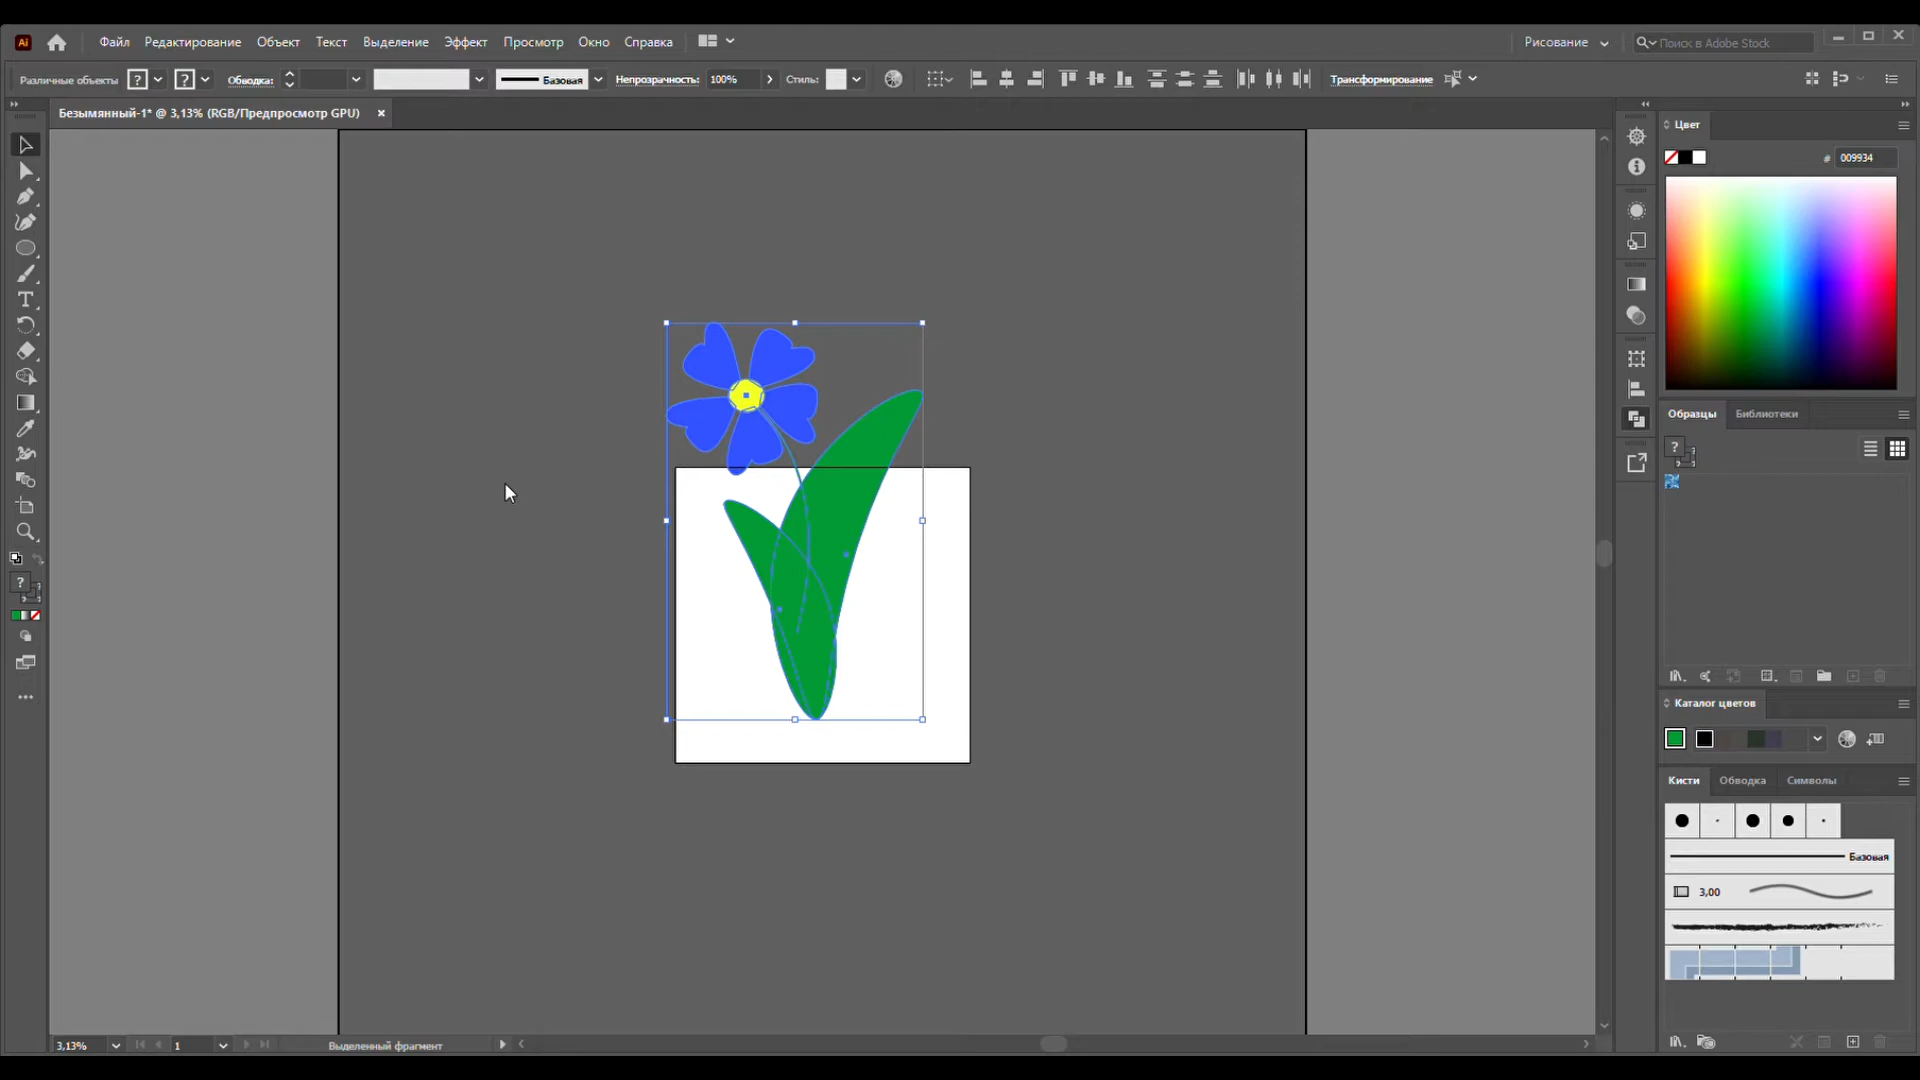 Ai Файл Редактирование Объект Текст Выделение Эффект Просмотр Окно Справка Рисование Поиск в Adobe Stock
Различные объекты ? ? Обводка: Базовая Непрозрачность: 100% Стиль: Трансформирование
Безымянный-1* @ 3,13% (RGB/Предпросмотр GPU)
Цвет
# 009934
Образцы Библиотеки
?
?
Каталог цветов
Кисти Обводка Символы
Базовая
3,00
3,13% 1 Выделенный фрагмент